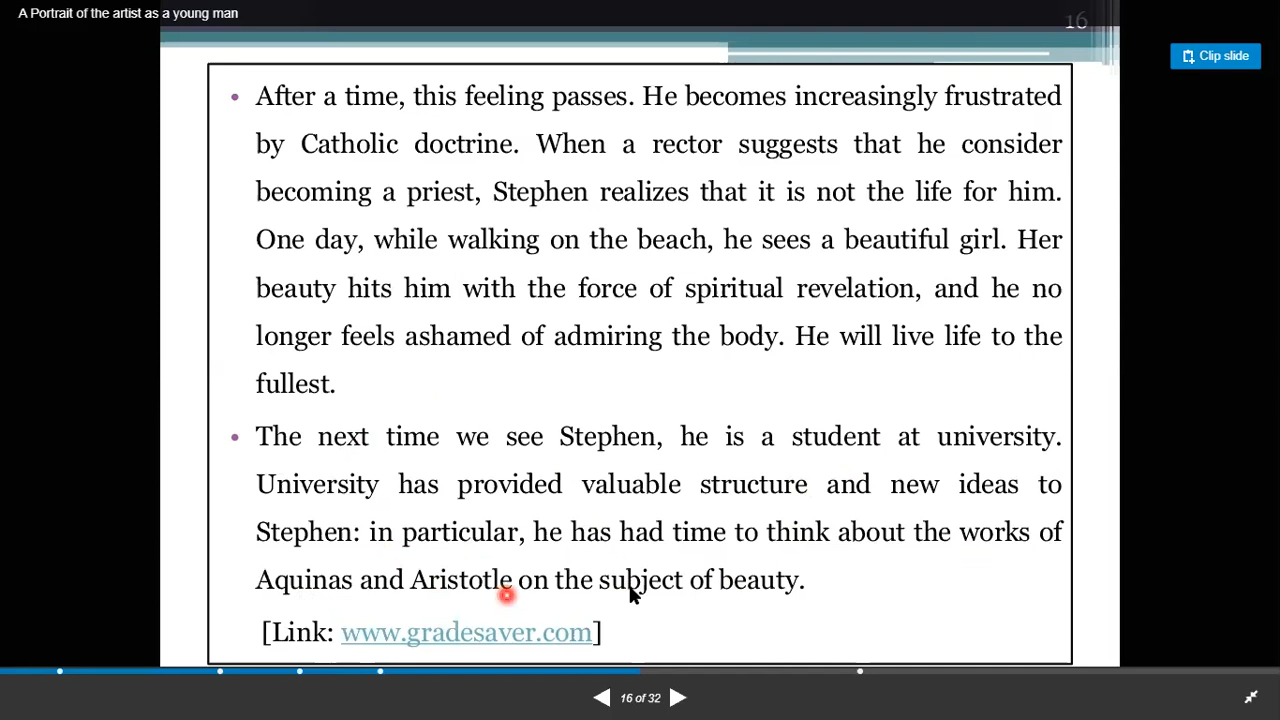 A Portrait of the artist as a young man
16
Clip slide
• After a time, this feeling passes. He becomes increasingly frustrated
by Catholic doctrine. When a rector suggests that he consider
becoming a priest, Stephen realizes that it is not the life for him.
One day, while walking on the beach, he sees a beautiful girl. Her
beauty hits him with the force of spiritual revelation, and he no
longer feels ashamed of admiring the body. He will live life to the
fullest.
• The next time we see Stephen, he is a student at university.
University has provided valuable structure and new ideas to
Stephen: in particular, he has had time to think about the works of
Aquinas and Aristotle on the subject of beauty.
[Link: www.gradesaver.com]
16 of 32